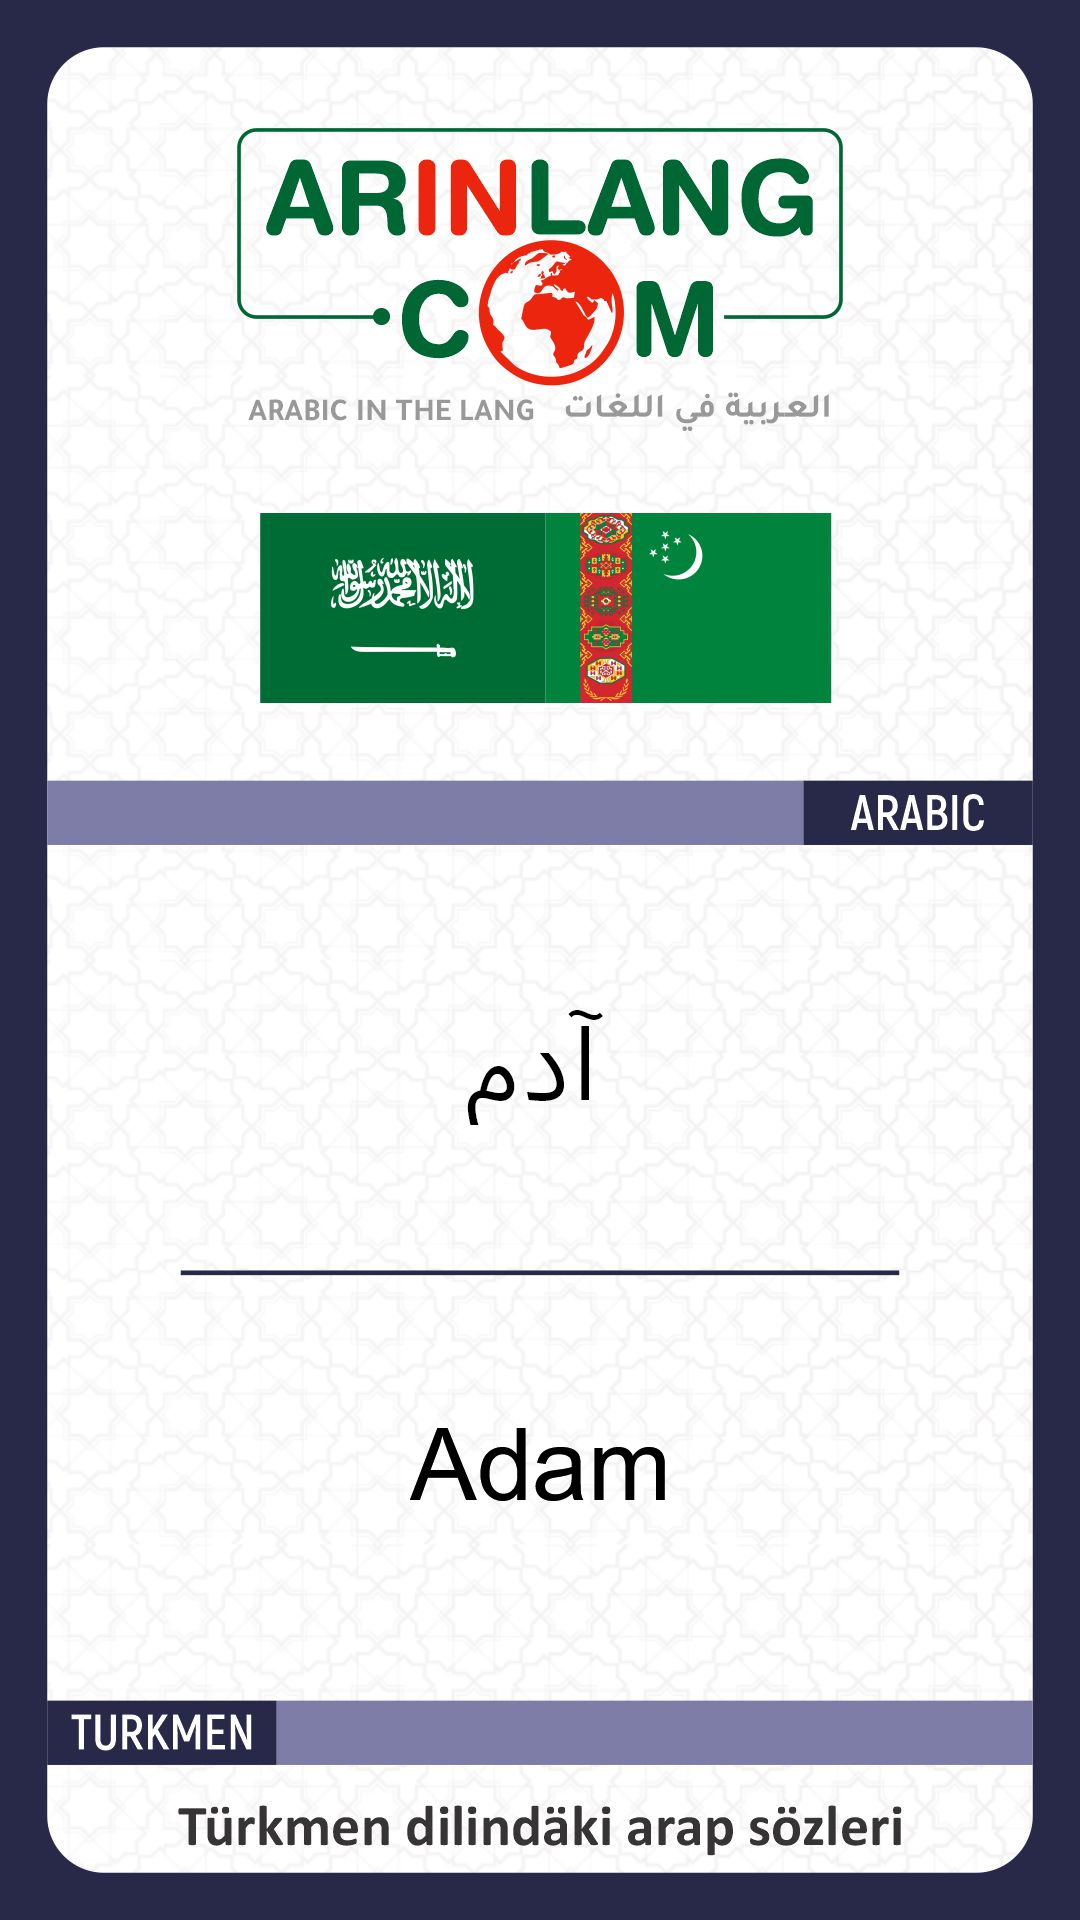 ARINLANG
.COM
ARABIC IN THE LANG العربية في اللغات
لا إله إلا الله محمد رسول الله
ARABIC
آدم
Adam
TURKMEN
Türkmen dilindäki arap sözleri